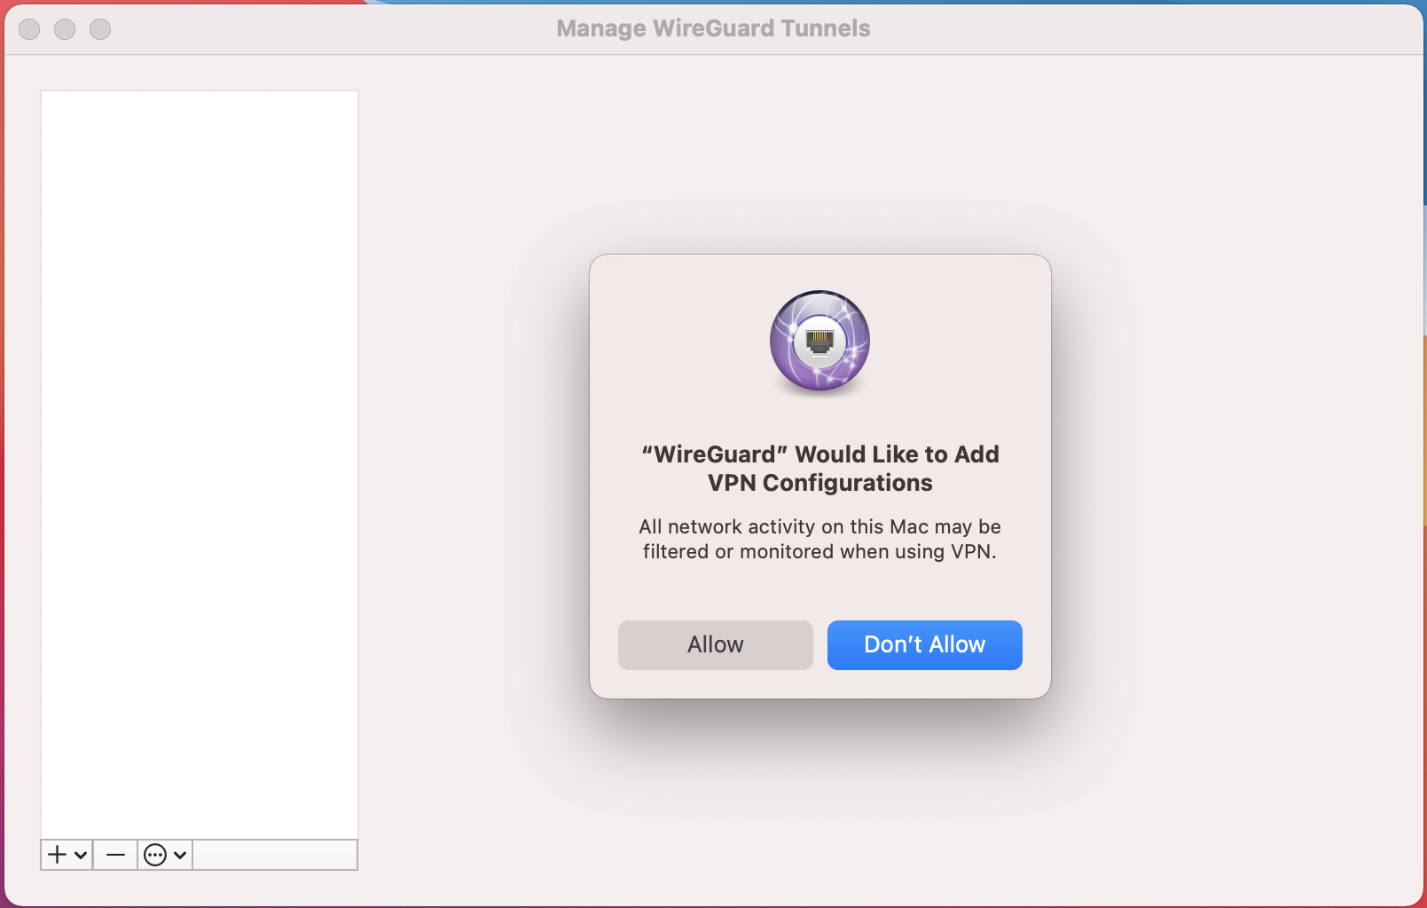 Manage WireGuard Tunnels
“WireGuard” Would Like to Add
VPN Configurations
All network activity on this Mac may be
filtered or monitored when using VPN.
Allow
Don’t Allow